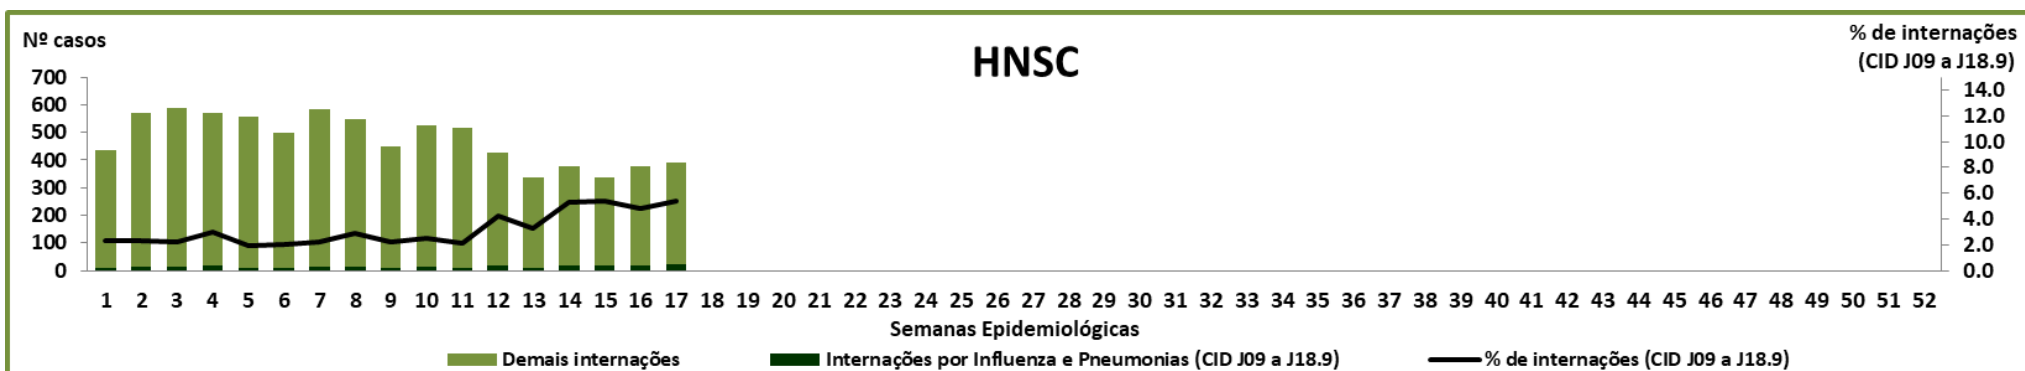 Nº casos
HNSC
% de internações
(CID J09 a J18.9)
700
600
500
400
300
200
100
0
14.0
12.0
10.0
8.0
6.0
4.0
2.0
0.0
1 2 3 4 5 6 7 8 9 10 11 12 13 14 15 16 17 18 19 20 21 22 23 24 25 26 27 28 29 30 31 32 33 34 35 36 37 38 39 40 41 42 43 44 45 46 47 48 49 50 51 52
Semanas Epidemiológicas
Demais internações Internações por Influenza e Pneumonias (CID J09 a J18.9) % de internações (CID J09 a J18.9)